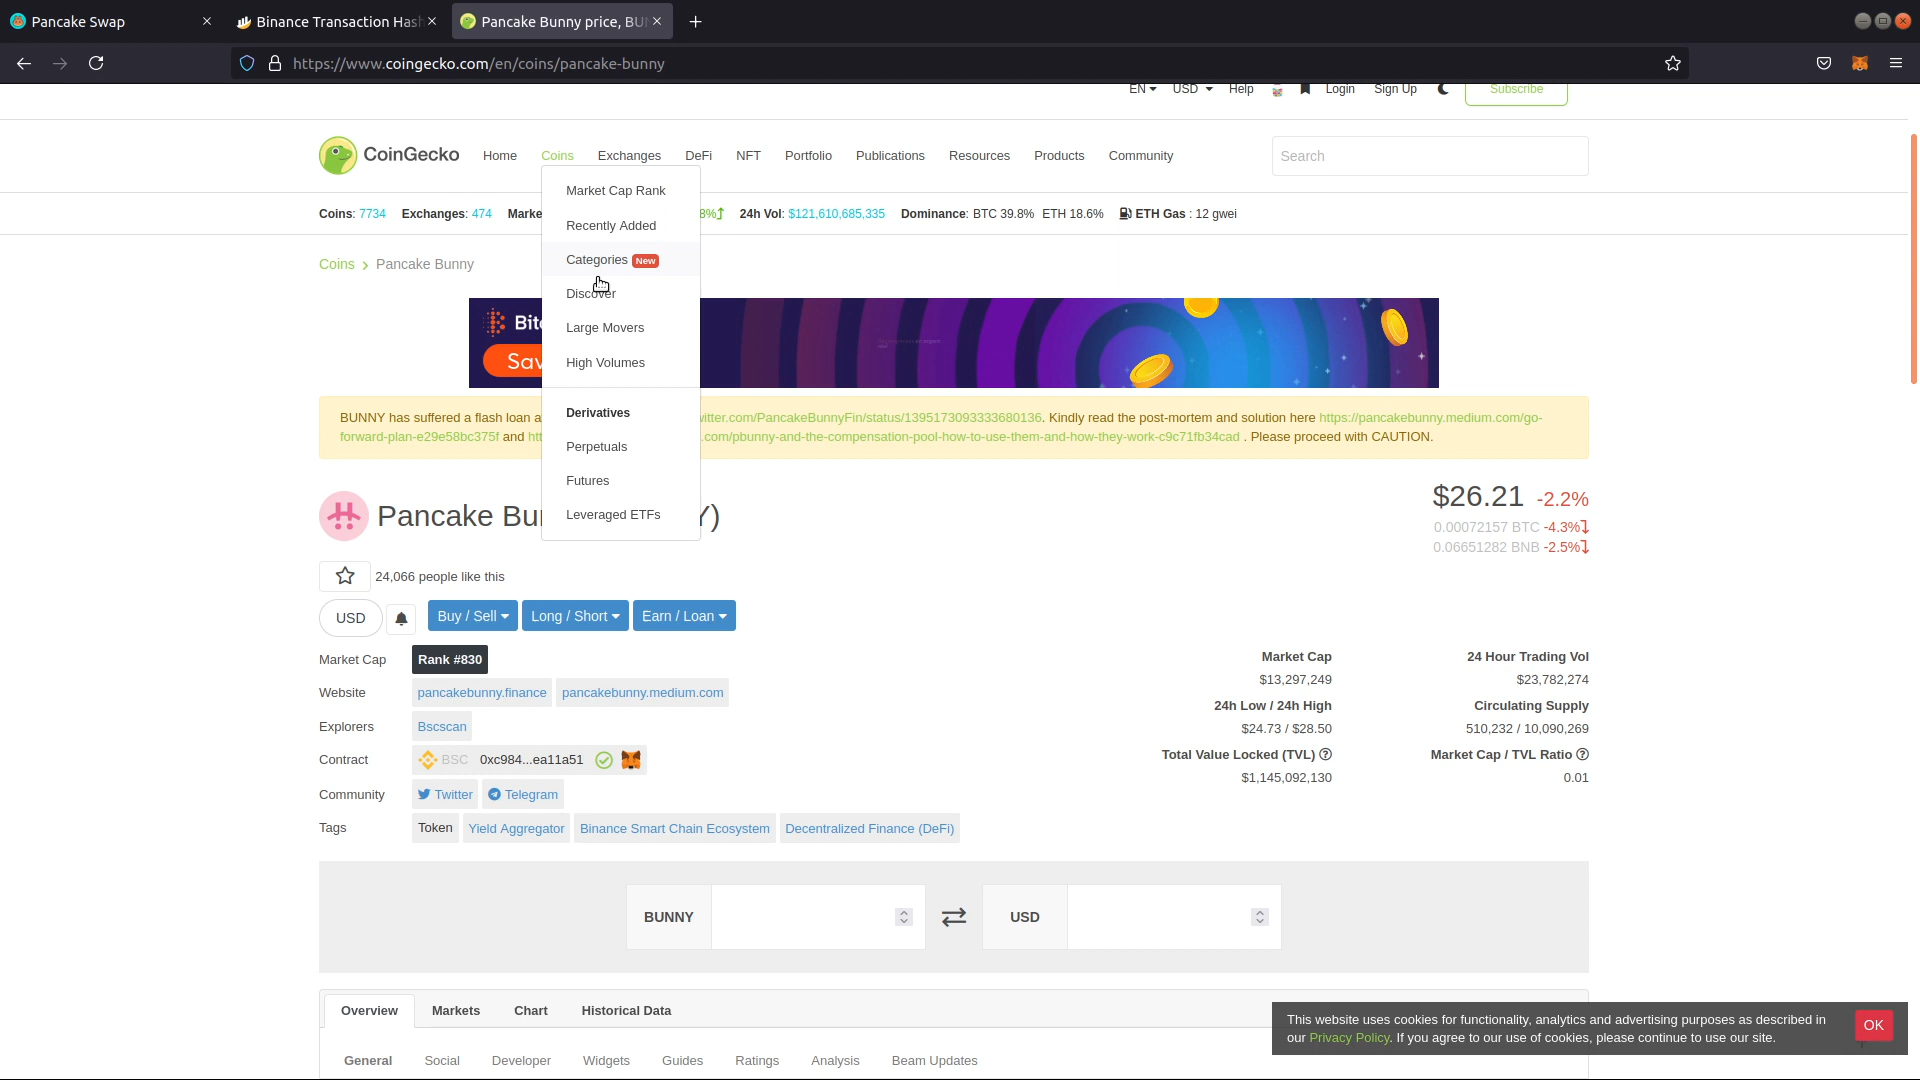 Pancake Swap
Binance Transaction Hash
Pancake Bunny price, BU
https://www.coingecko.com/en/coins/pancake-bunny
EN USD Help Login Sign Up Subscribe
CoinGecko Home Coins Exchanges DeFi NFT Portfolio Publications Resources Products Community Search
Market Cap Rank
Coins: 7734 Exchanges: 474 Marke 8% 24h Vol: $121,610,685,335 Dominance: BTC 39.8% ETH 18.6% ETH Gas : 12 gwei
Recently Added
Categories New
Coins > Pancake Bunny
Discover
Large Movers
High Volumes
Derivatives
Perpetuals
Futures
Leveraged ETFs
Bit
Sav
BUNNY has suffered a flash loan a witter.com/PancakeBunnyFin/status/1395173093333680136. Kindly read the post-mortem and solution here https://pancakebunny.medium.com/go-
forward-plan-e29e58bc375f and htt .com/pbunny-and-the-compensation-pool-how-to-use-them-and-how-they-work-c9c71fb34cad . Please proceed with CAUTION.
Pancake Bu Y)
$26.21 -2.2%
0.00072157 BTC -4.3%
0.06651282 BNB -2.5%
24,066 people like this
USD Buy / Sell Long / Short Earn / Loan
Market Cap Rank #830
Website pancakebunny.finance pancakebunny.medium.com
Explorers Bscscan
Contract BSC 0xc984...ea11a51
Community Twitter Telegram
Tags Token Yield Aggregator Binance Smart Chain Ecosystem Decentralized Finance (DeFi)
Market Cap 24 Hour Trading Vol
$13,297,249 $23,782,274
24h Low / 24h High Circulating Supply
$24.73 / $28.50 510,232 / 10,090,269
Total Value Locked (TVL) Market Cap / TVL Ratio
$1,145,092,130 0.01
BUNNY USD
Overview Markets Chart Historical Data
General Social Developer Widgets Guides Ratings Analysis Beam Updates
This website uses cookies for functionality, analytics and advertising purposes as described in
our Privacy Policy. If you agree to our use of cookies, please continue to use our site.
OK